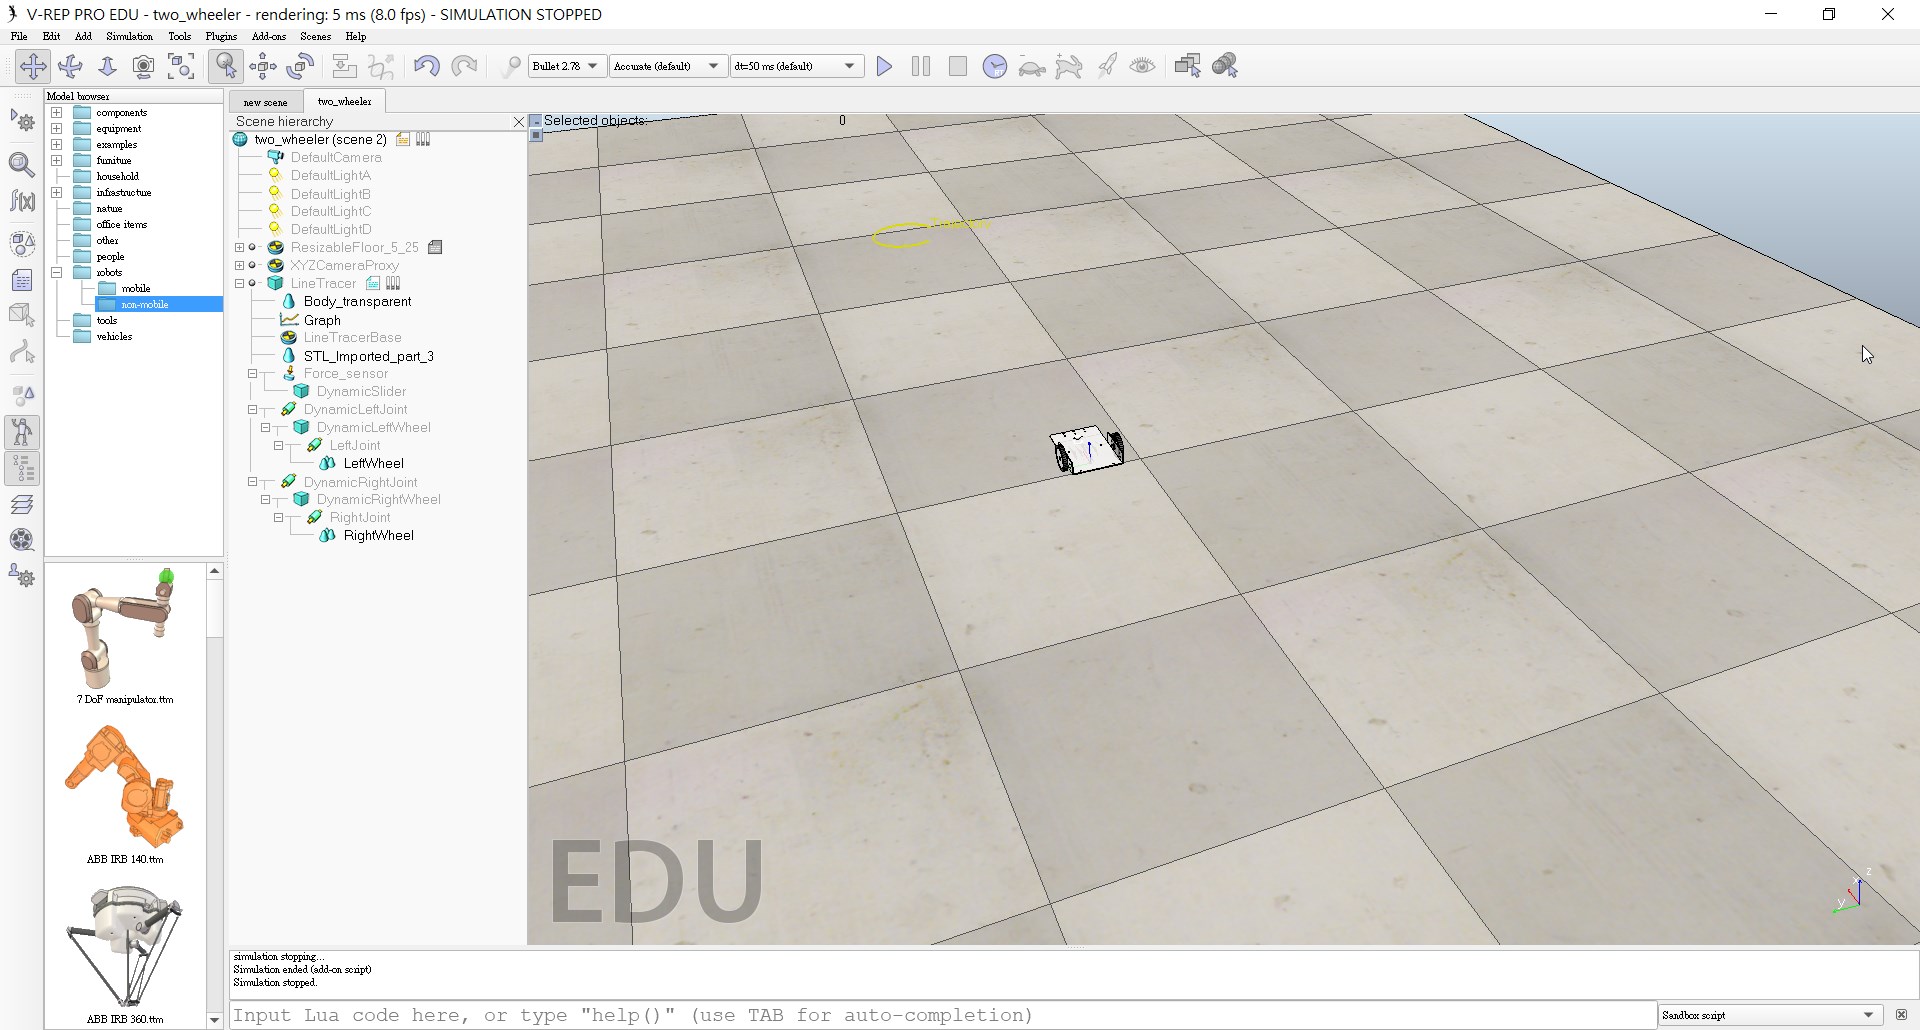 V-REP PRO EDU - two_wheeler - rendering: 5 ms (8.0 fps) - SIMULATION STOPPED
File Edit Add Simulation Tools Plugins Add-ons Scenes Help
Bullet 2.78 Accurate (default) dt=50 ms (default)
Model browser
components
equipment
examples
furniture
household
infrastructure
nature
office items
other
people
robots
mobile
non-mobile
tools
vehicles
7 DoF manipulator.ttm
ABB IRB 140.ttm
ABB IRB 360.ttm
new scene two_wheeler
Scene hierarchy
two_wheeler (scene 2)
DefaultCamera
DefaultLightA
DefaultLightB
DefaultLightC
DefaultLightD
ResizableFloor_5_25
XYZCameraProxy
LineTracer
Body_transparent
Graph
LineTracerBase
STL_Imported_part_3
Force_sensor
DynamicSlider
DynamicLeftJoint
DynamicLeftWheel
LeftJoint
LeftWheel
DynamicRightJoint
DynamicRightWheel
RightJoint
RightWheel
Selected objects: 0
EDU
x z
y
simulation stopping...
Simulation ended (add-on script)
Simulation stopped.
Input Lua code here, or type "help()" (use TAB for auto-completion)
Sandbox script